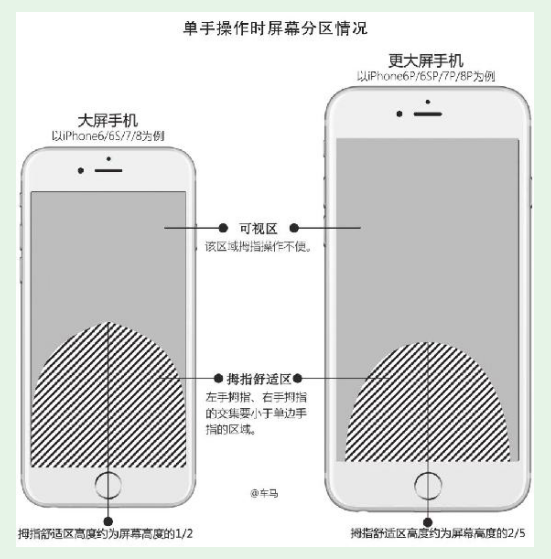 单手操作时屏幕分区情况
更大屏手机
以iPhone6P/6SP/7P/8P为例
大屏手机
以iPhone6/6S/7/8为例
可视区
该区域拇指操作不便。
拇指舒适区
左手拇指、右手拇指
的交集要小于单边手
指的区域。
@车马
拇指舒适区高度约为屏幕高度的1/2
拇指舒适区高度约为屏幕高度的2/5